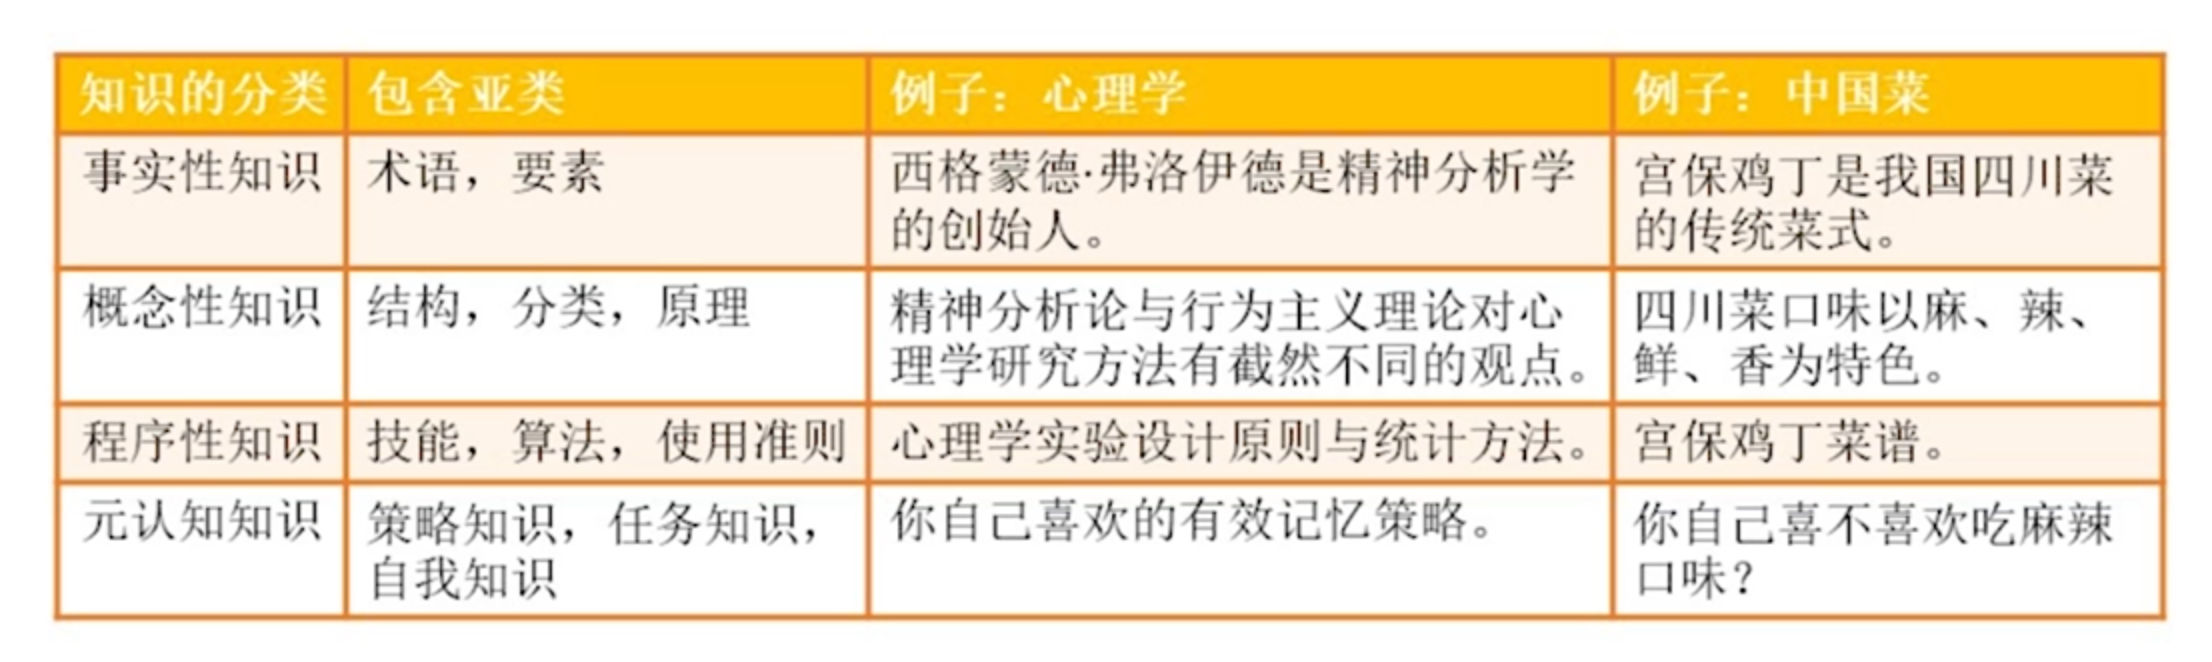 知识的分类 包含亚类 例子：心理学 例子：中国菜
事实性知识 术语，要素 西格蒙德·弗洛伊德是精神分析学 宫保鸡丁是我国四川菜
的创始人。 的传统菜式。
概念性知识 结构，分类，原理 精神分析论与行为主义理论对心 四川菜口味以麻、辣、
理学研究方法有截然不同的观点。 鲜、香为特色。
程序性知识 技能，算法，使用准则 心理学实验设计原则与统计方法。 宫保鸡丁菜谱。
元认知知识 策略知识，任务知识， 你自己喜欢的有效记忆策略。 你自己喜不喜欢吃麻辣
自我知识 口味？